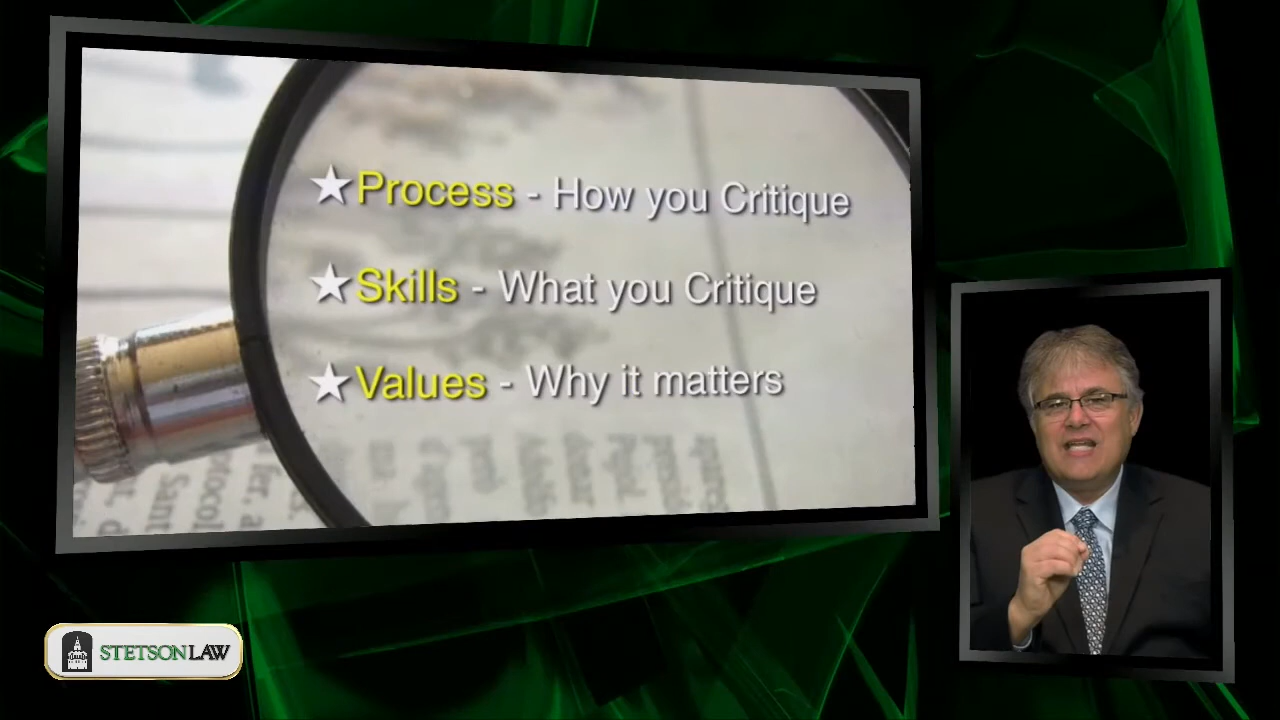 ★Process - How you Critique
★Skills - What you Critique
★Values - Why it matters
STETSON LAW